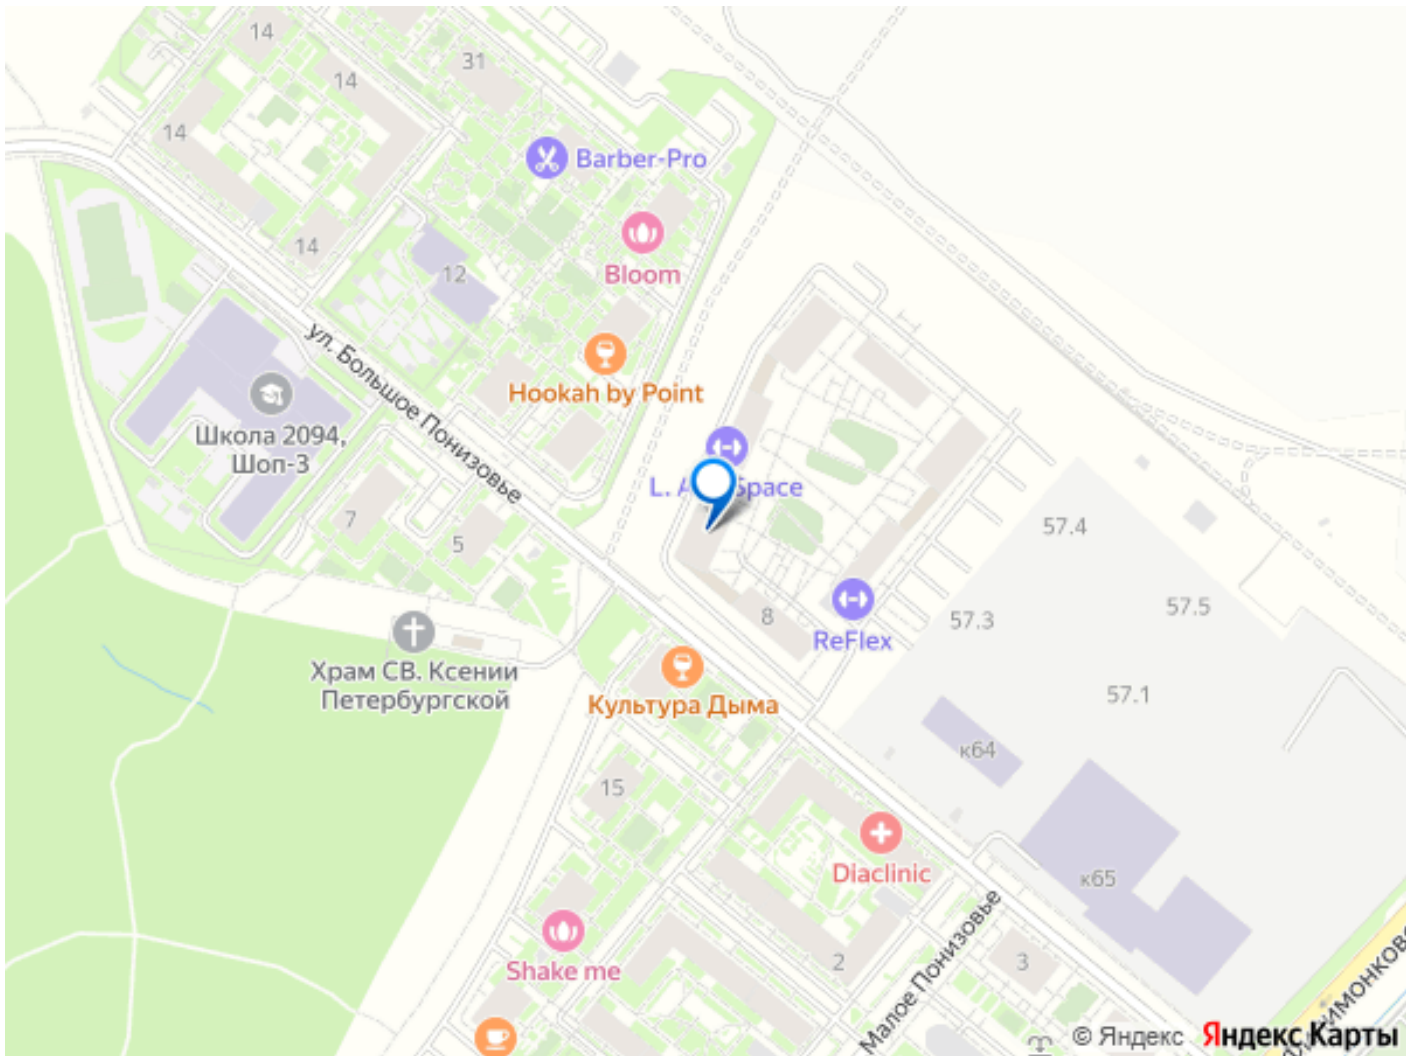 14
31
14
14
Barber-Pro
14
12
Bloom
ул. Большое Понизовье
Hookah by Point
Школа 2094,
Шоп-3
L. A
Space
7
5
57.4
57.5
57.3
8
ReFlex
Храм СВ. Ксении
Петербургской
Культура Дыма
57.1
к64
15
Diaclinic
к65
Shake me
2
Малое Понизовье
3
© Яндекс Яндекс Карты